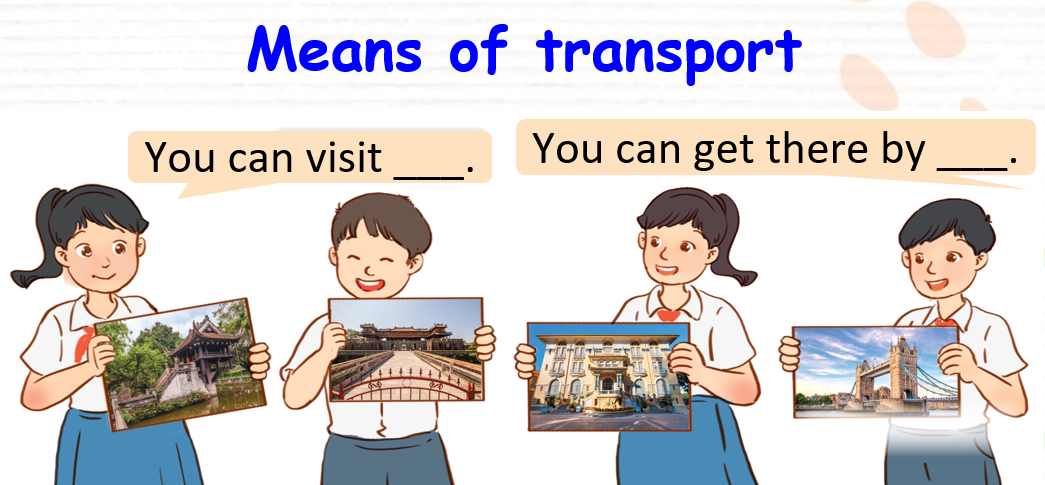 Means of transport
You can visit ___.
You can get there by ___.